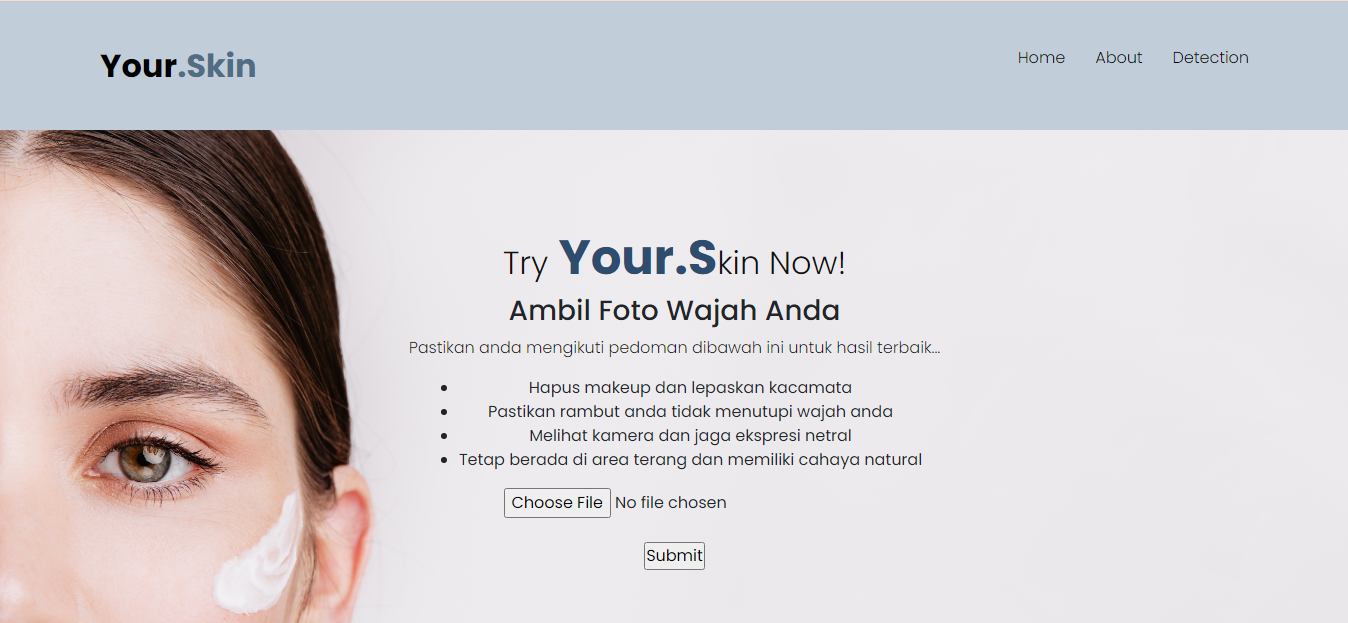 Your.Skin
Home About Detection
Try Your.Skin Now!
Ambil Foto Wajah Anda
Pastikan anda mengikuti pedoman dibawah ini untuk hasil terbaik...
• Hapus makeup dan lepaskan kacamata
• Pastikan rambut anda tidak menutupi wajah anda
• Melihat kamera dan jaga ekspresi netral
• Tetap berada di area terang dan memiliki cahaya natural
Choose File No file chosen
Submit